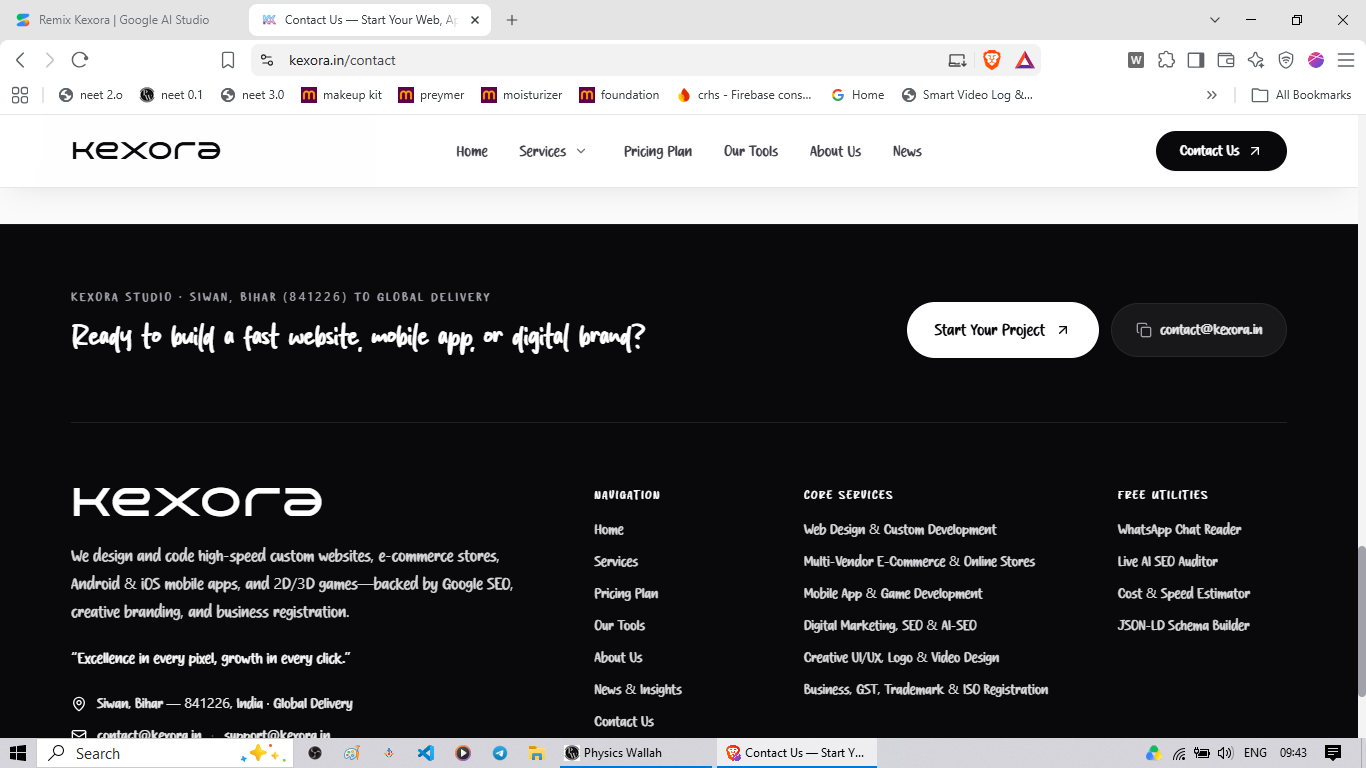 Remix Kexora | Google AI Studio
Contact Us — Start Your Web, Ap
kexora.in/contact
neet 2.o
neet 0.1
neet 3.0
makeup kit
preymer
moisturizer
foundation
crhs - Firebase cons...
Home
Smart Video Log &...
All Bookmarks
kexora
Home
Services
Pricing Plan
Our Tools
About Us
News
Contact Us
KEXORA STUDIO · SIWAN, BIHAR (841226) TO GLOBAL DELIVERY
Ready to build a fast website, mobile app, or digital brand?
Start Your Project
contact@kexora.in
kexora
We design and code high-speed custom websites, e-commerce stores,
Android & iOS mobile apps, and 2D/3D games—backed by Google SEO,
creative branding, and business registration.
"Excellence in every pixel, growth in every click."
Siwan, Bihar — 841226, India · Global Delivery
contact@kexora.in · support@kexora.in
NAVIGATION
Home
Services
Pricing Plan
Our Tools
About Us
News & Insights
Contact Us
CORE SERVICES
Web Design & Custom Development
Multi-Vendor E-Commerce & Online Stores
Mobile App & Game Development
Digital Marketing, SEO & AI-SEO
Creative UI/UX, Logo & Video Design
Business, GST, Trademark & ISO Registration
FREE UTILITIES
WhatsApp Chat Reader
Live AI SEO Auditor
Cost & Speed Estimator
JSON-LD Schema Builder
Search
Physics Wallah
Contact Us — Start Y...
ENG
09:43